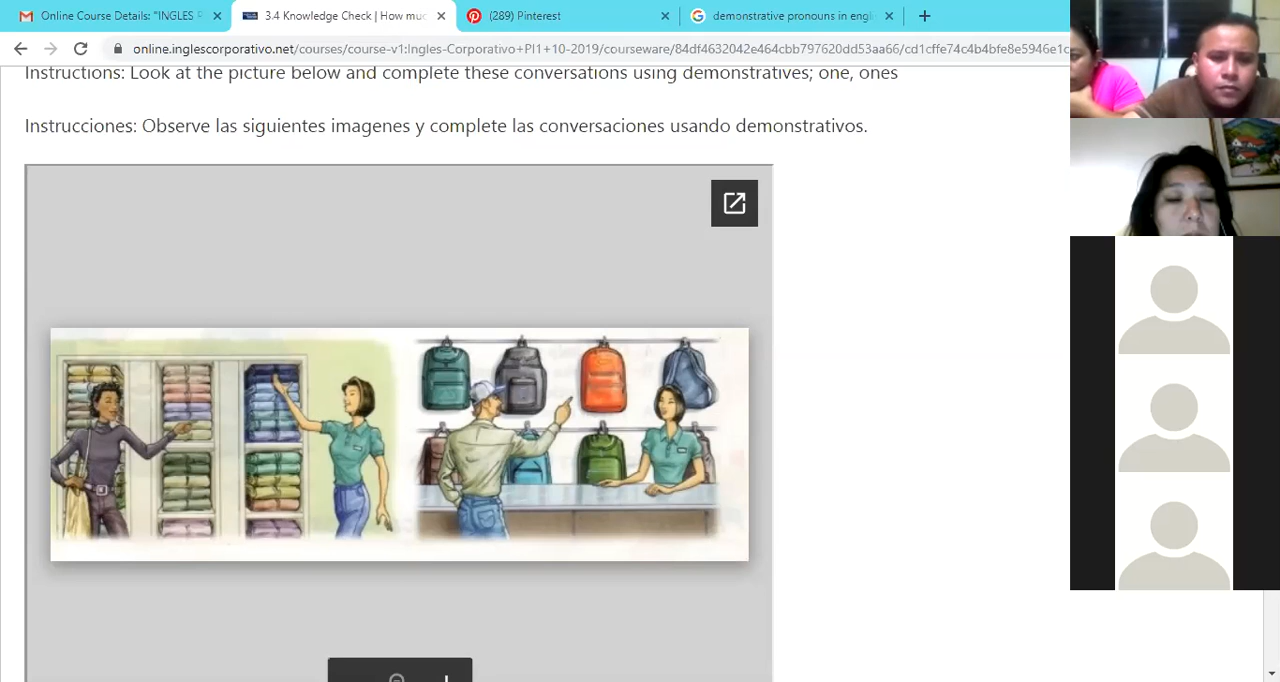 Online Course Details: "INGLES P
3.4 Knowledge Check | How muc
(289) Pinterest
demonstrative pronouns in engl
online.inglescorporativo.net/courses/course-v1:Ingles-Corporativo+PI1+10-2019/courseware/84df4632042e464cbb797620dd53aa66/cd1cffe74c4b4bfe8e5946e1c
Instructions: Look at the picture below and complete these conversations using demonstratives; one, ones
Instrucciones: Observe las siguientes imagenes y complete las conversaciones usando demonstrativos.